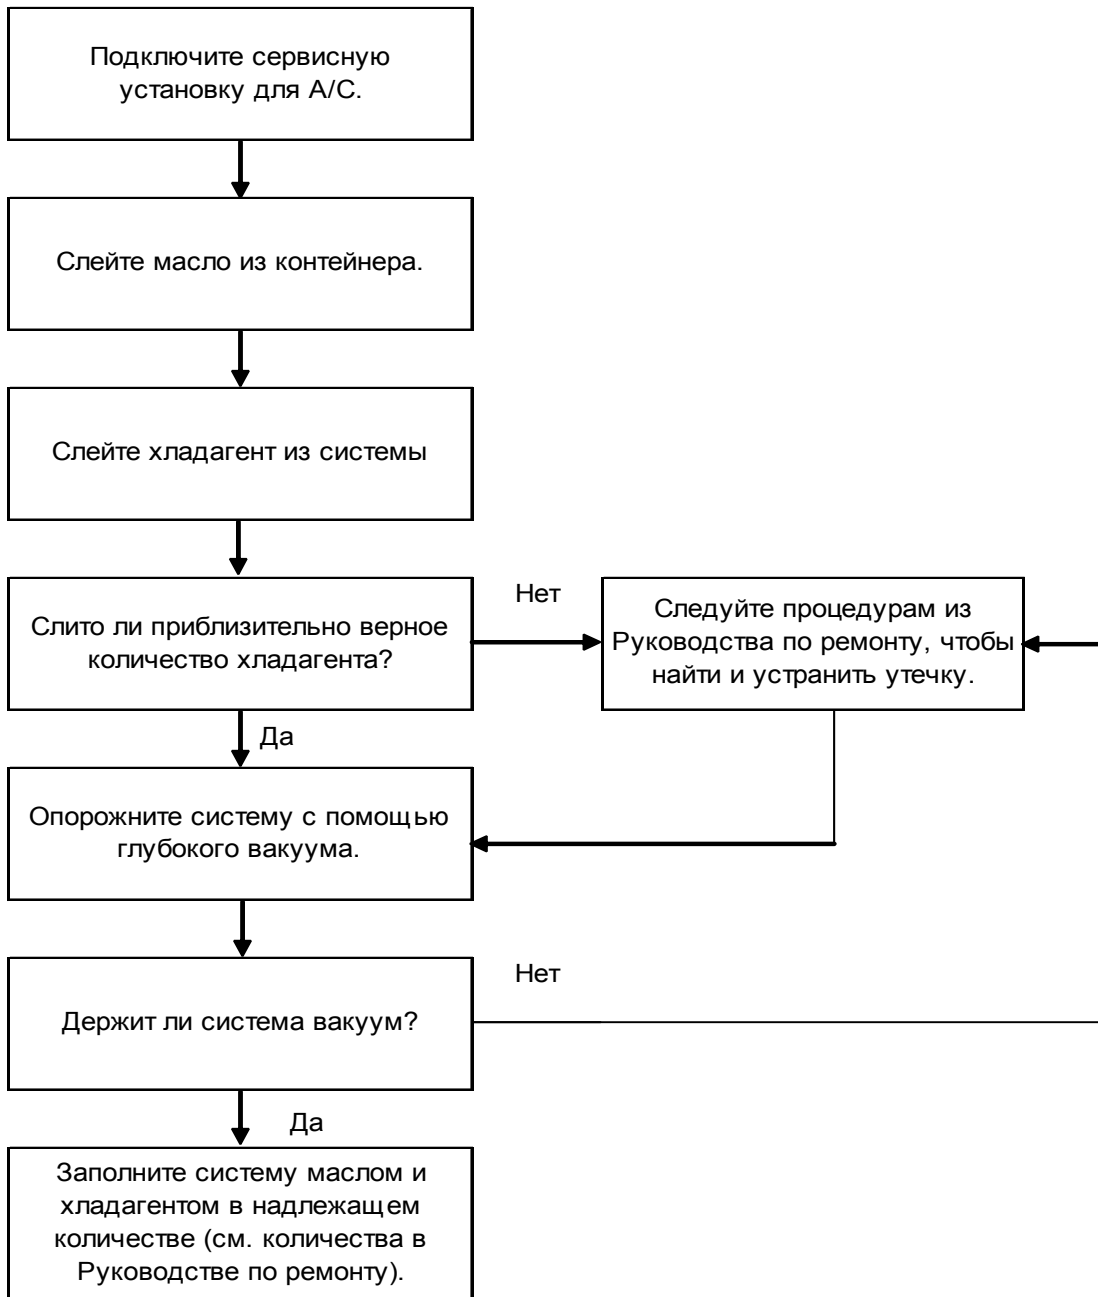 Подключите сервисную
установку для A/C.
Слейте масло из контейнера.
Слейте хладагент из системы
Слито ли приблизительно верное
количество хладагента?
Нет
Следуйте процедурам из
Руководства по ремонту, чтобы
найти и устранить утечку.
Да
Опорожните систему с помощью
глубокого вакуума.
Держит ли система вакуум?
Нет
Да
Заполните систему маслом и
хладагентом в надлежащем
количестве (см. количества в
Руководстве по ремонту).